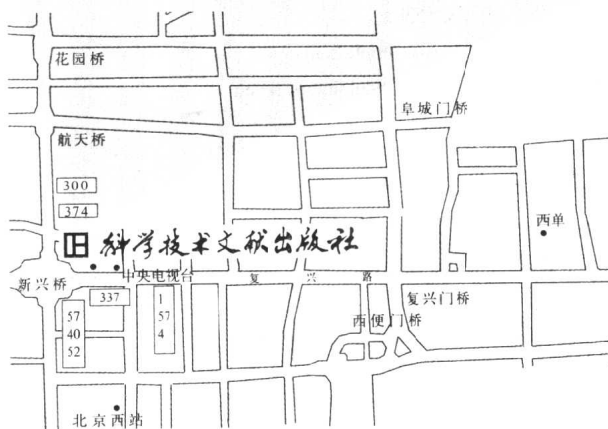 花园桥
阜城门桥
航天桥
300
374
西单
科学技术文献出版社
中央电视台
复兴路
新兴桥
337
1
57
4
复兴门桥
57
40
52
西便门桥
北京西站